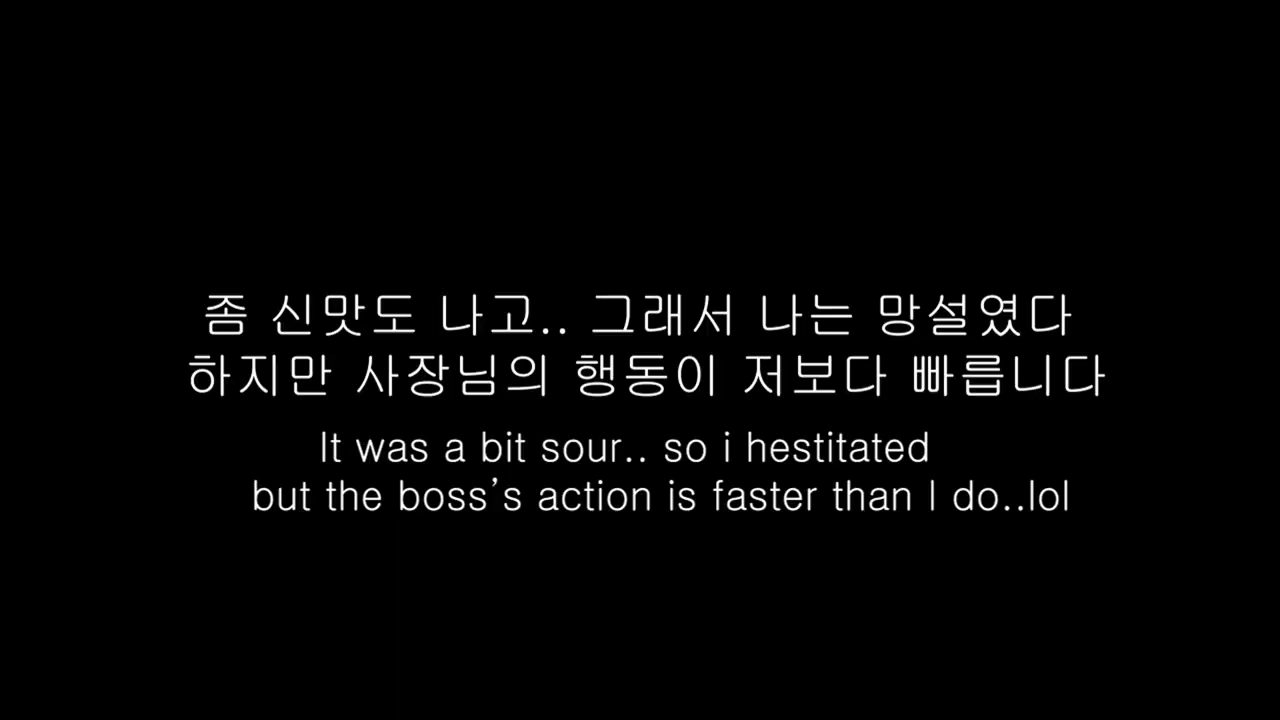 좀 신맛도 나고.. 그래서 나는 망설였다
하지만 사장님의 행동이 저보다 빠릅니다
It was a bit sour.. so i hestitated
but the boss's action is faster than I do..lol